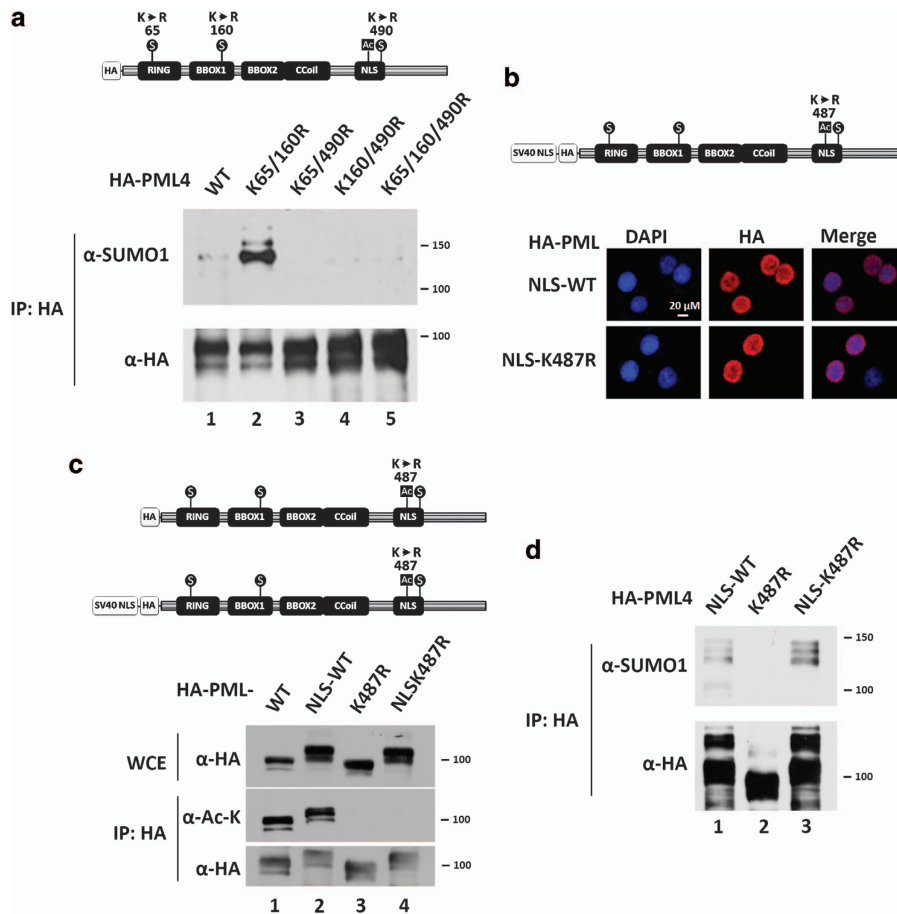 a
K➤R K➤R K➤R
65 160 490
S S Ac S
HA RING BBOX1 BBOX2 CCoil NLS
HA-PML4 WT K65/160R K65/490R K160/490R K65/160/490R
α-SUMO1
150
100
IP: HA
α-HA
100
1 2 3 4 5
b
K➤R
487
S S Ac S
SV40 NLS HA RING BBOX1 BBOX2 CCoil NLS
HA-PML DAPI HA Merge
NLS-WT
20 μM
NLS-K487R
c
K➤R
487
S S Ac S
HA RING BBOX1 BBOX2 CCoil NLS
K➤R
487
S S Ac S
SV40 NLS HA RING BBOX1 BBOX2 CCoil NLS
HA-PML- WT NLS-WT K487R NLSK487R
WCE α-HA 100
IP: HA
α-Ac-K 100
α-HA 100
1 2 3 4
d
HA-PML4 NLS-WT K487R NLS-K487R
α-SUMO1
150
100
IP: HA
α-HA
100
1 2 3